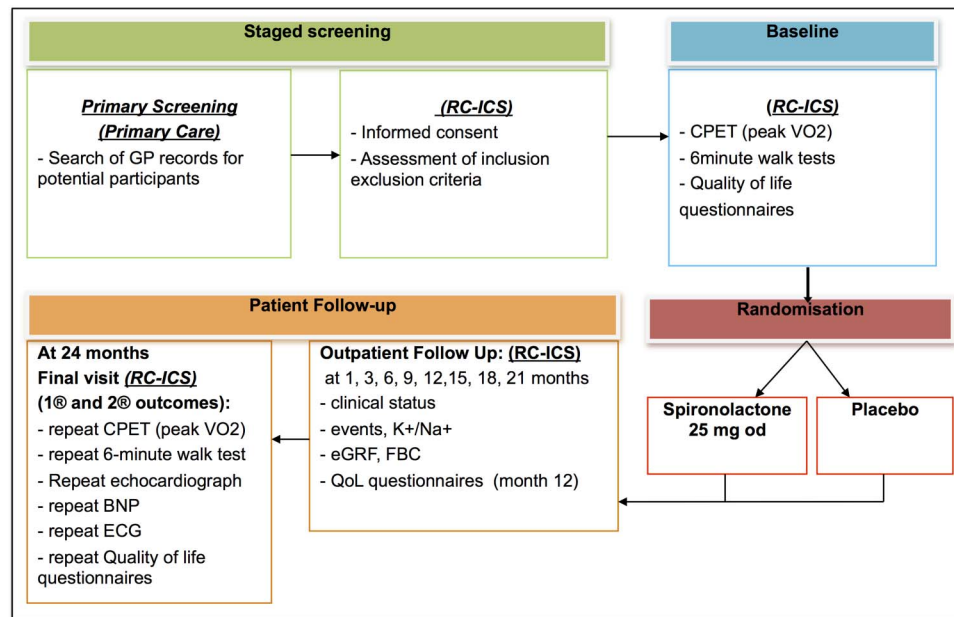 Staged screening
Primary Screening
(Primary Care)
- Search of GP records for
potential participants
(RC-ICS)
- Informed consent
- Assessment of inclusion
exclusion criteria
Baseline
(RC-ICS)
- CPET (peak VO2)
- 6minute walk tests
- Quality of life
questionnaires
Randomisation
Spironolactone
25 mg od
Placebo
Patient Follow-up
Outpatient Follow Up: (RC-ICS)
at 1, 3, 6, 9, 12,15, 18, 21 months
- clinical status
- events, K+/Na+
- eGRF, FBC
- QoL questionnaires (month 12)
At 24 months
Final visit (RC-ICS)
(1® and 2® outcomes):
- repeat CPET (peak VO2)
- repeat 6-minute walk test
- Repeat echocardiograph
- repeat BNP
- repeat ECG
- repeat Quality of life
questionnaires